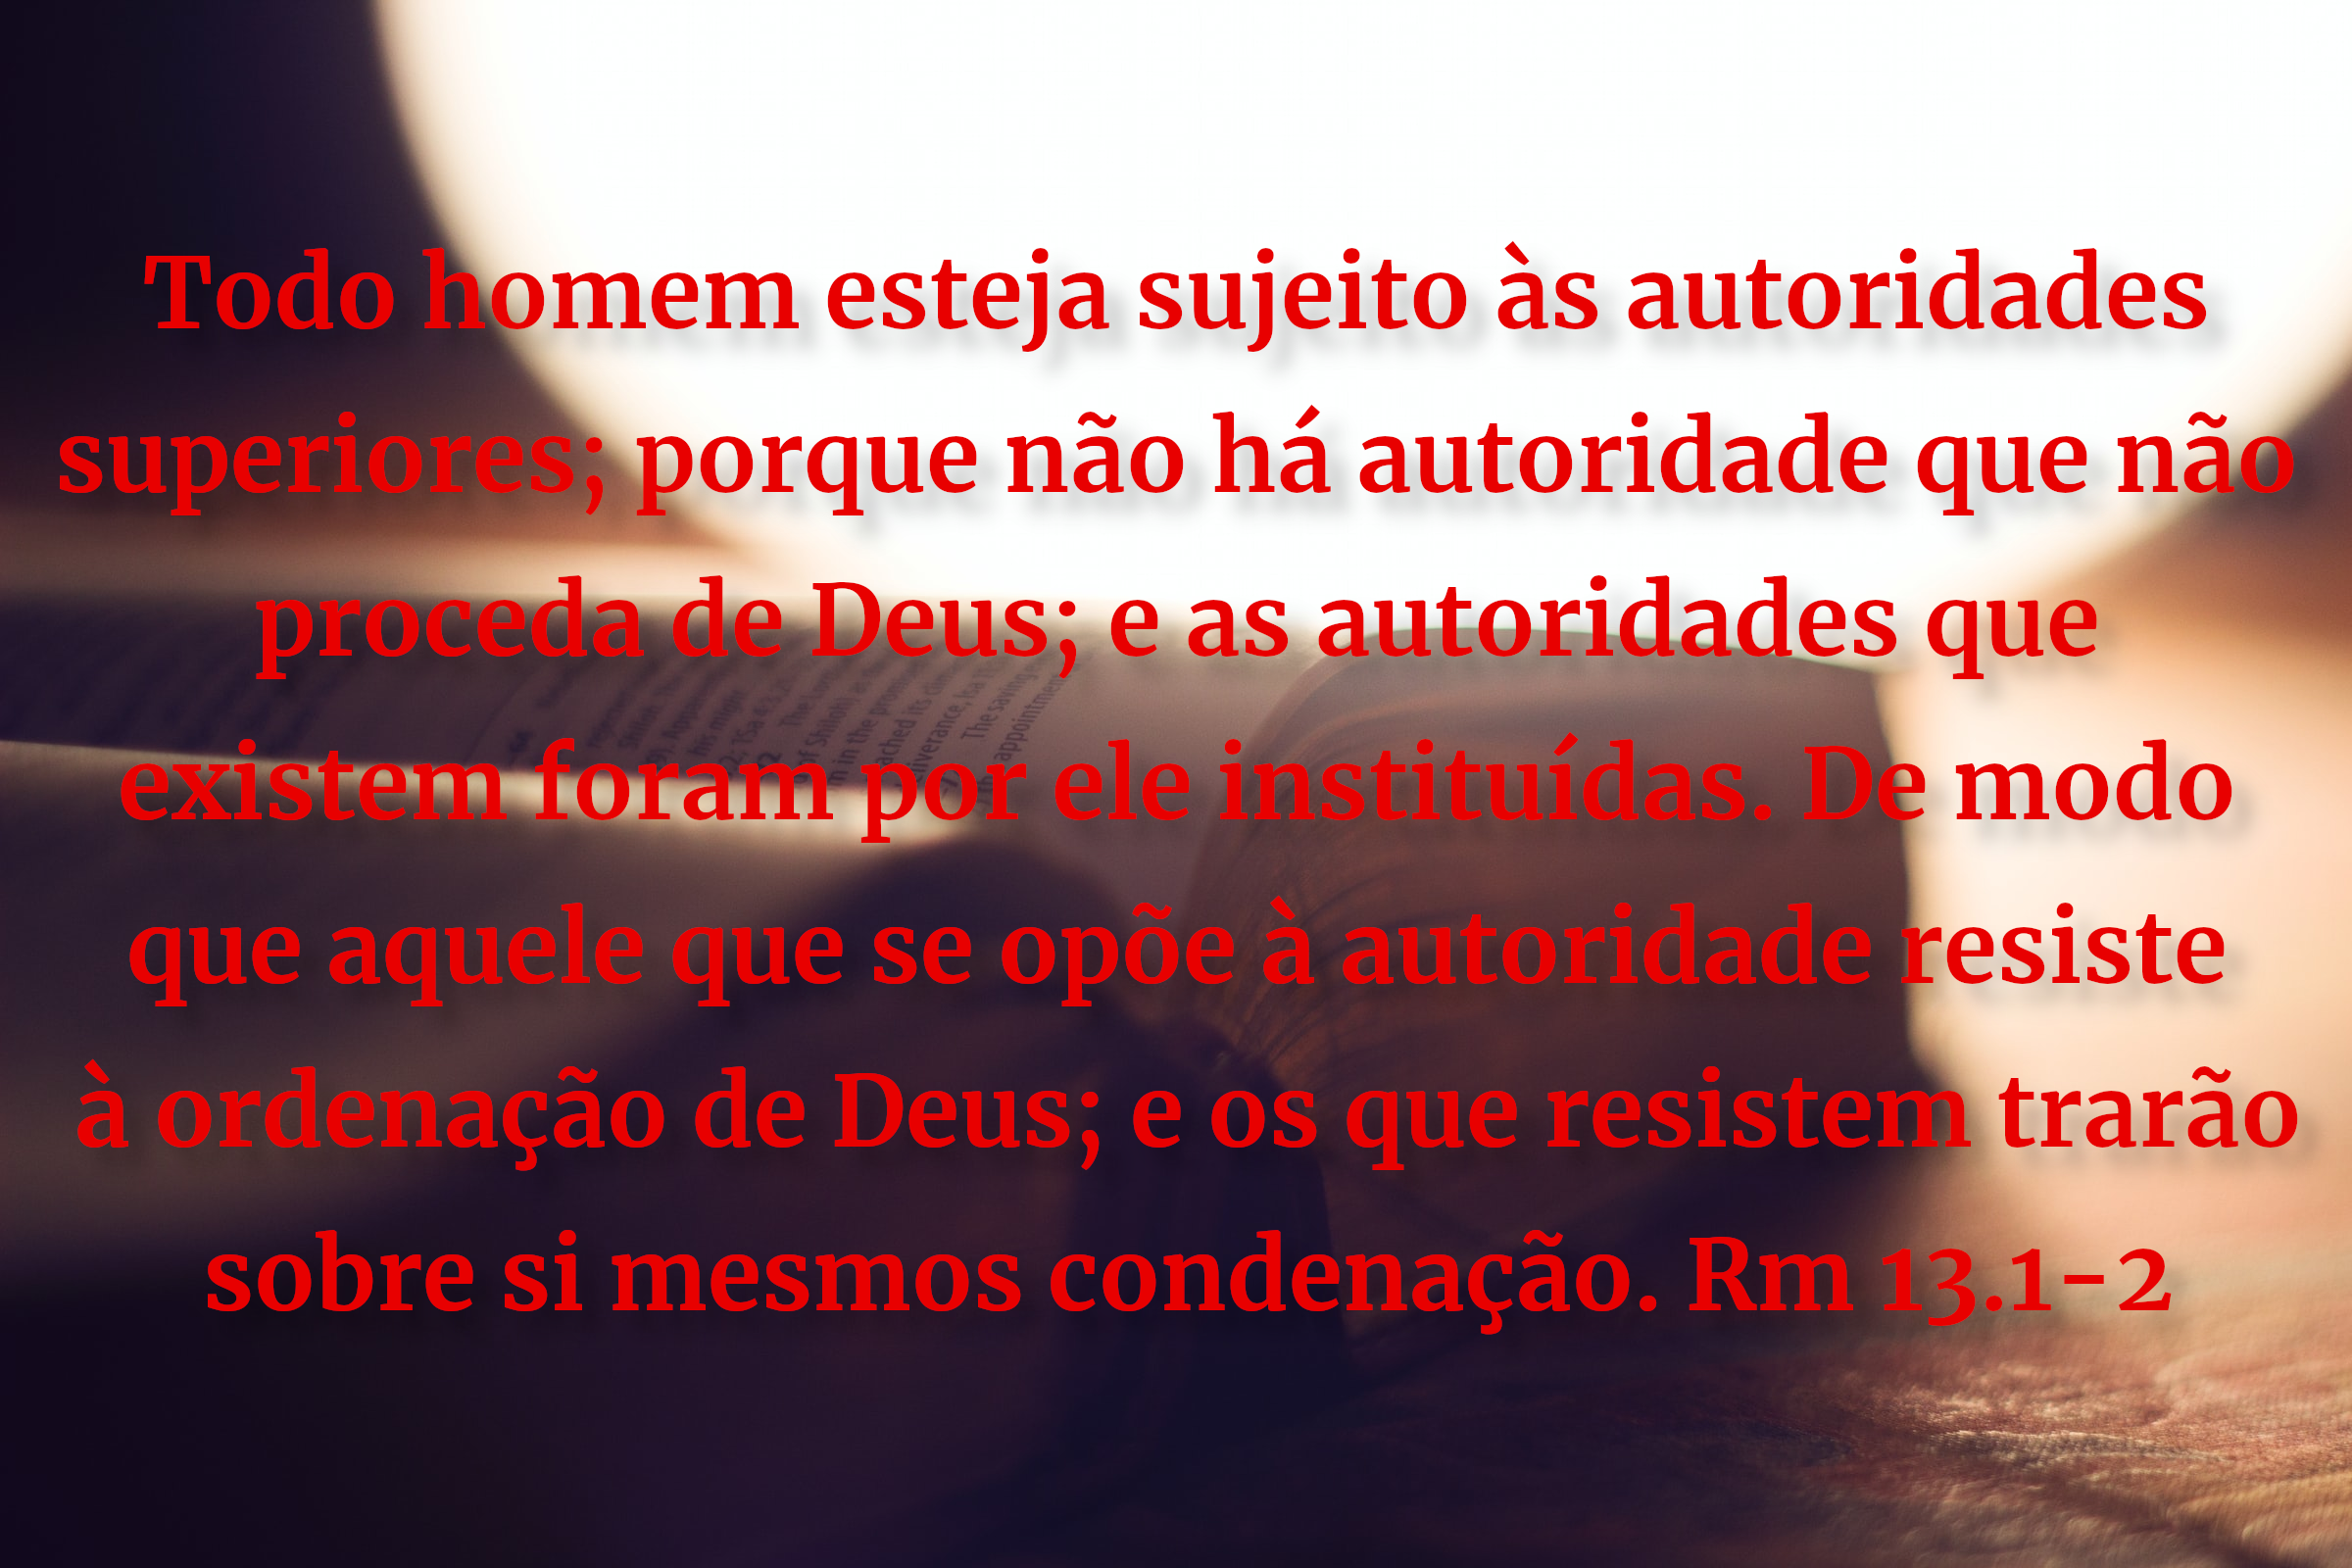 Todo homem esteja sujeito às autoridades
superiores; porque não há autoridade que não
proceda de Deus; e as autoridades que
existem foram por ele instituídas. De modo
que aquele que se opõe à autoridade resiste
à ordenação de Deus; e os que resistem trarão
sobre si mesmos condenação. Rm 13.1-2